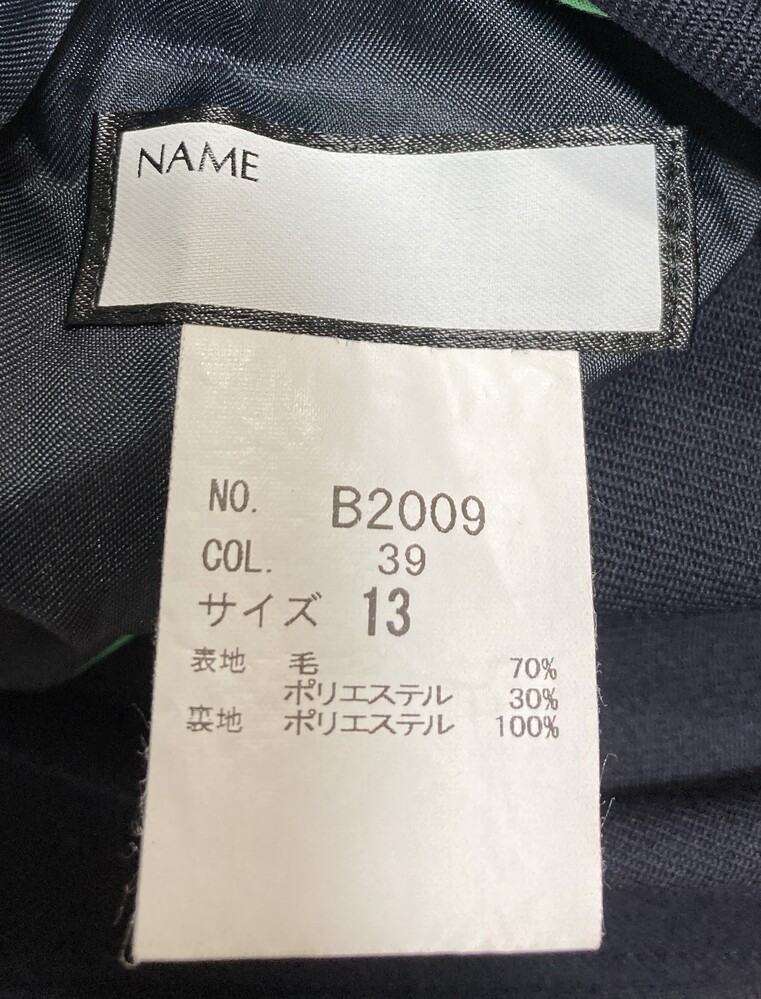 NAME
NO. B2009
COL. 39
サイズ 13
表地 毛 70%
ポリエステル 30%
裏地 ポリエステル 100%